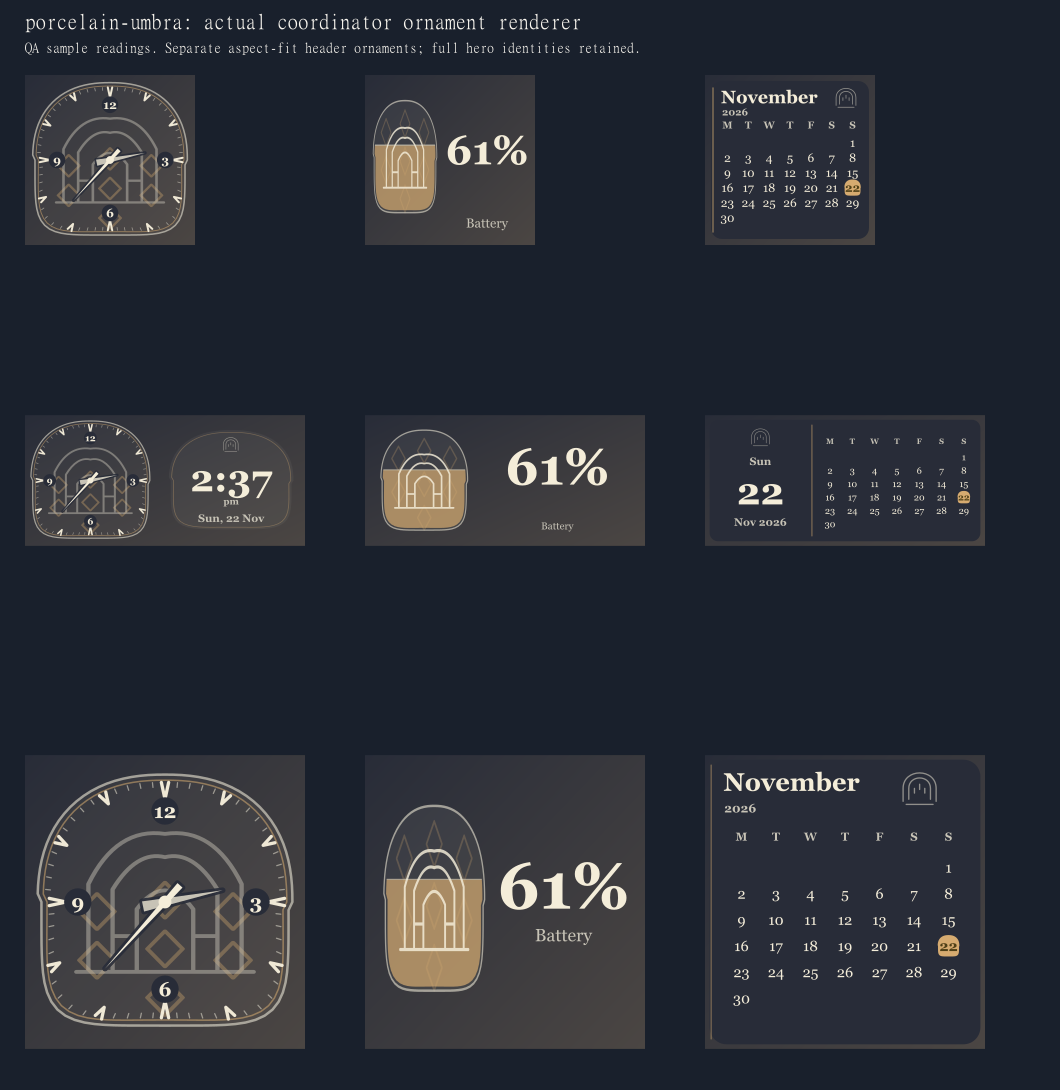 porcelain-umbra: actual coordinator ornament renderer
QA sample readings. Separate aspect-fit header ornaments; full hero identities retained.
12
9
3
6
61%
Battery
November
2026
M T W T F S S
1
2 3 4 5 6 7 8
9 10 11 12 13 14 15
16 17 18 19 20 21 22
23 24 25 26 27 28 29
30
12
9
3
6
2:37
pm
Sun, 22 Nov
61%
Battery
Sun
22
Nov 2026
M T W T F S S
1
2 3 4 5 6 7 8
9 10 11 12 13 14 15
16 17 18 19 20 21 22
23 24 25 26 27 28 29
30
12
9
3
6
61%
Battery
November
2026
M T W T F S S
1
2 3 4 5 6 7 8
9 10 11 12 13 14 15
16 17 18 19 20 21 22
23 24 25 26 27 28 29
30